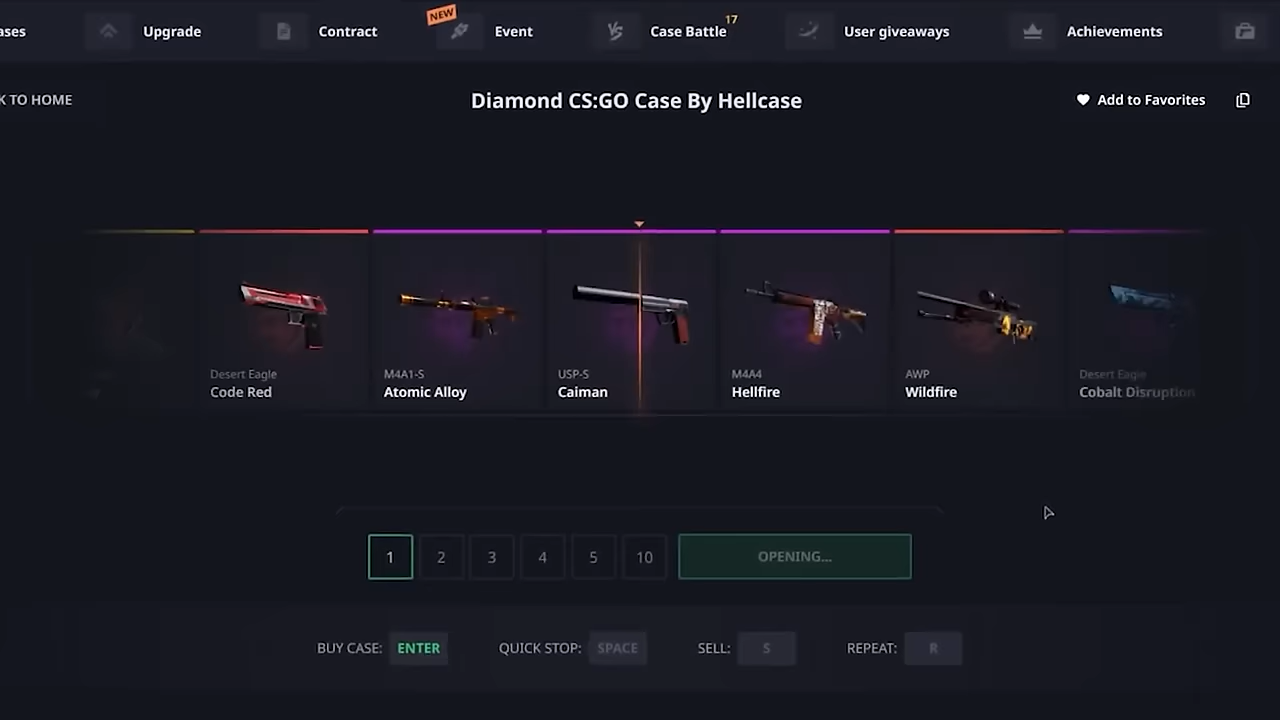 ases
Upgrade
Contract
NEW
Event
Case Battle
17
User giveaways
Achievements
K TO HOME
Diamond CS:GO Case By Hellcase
Add to Favorites
Desert Eagle
Code Red
M4A1-S
Atomic Alloy
USP-S
Caiman
M4A4
Hellfire
AWP
Wildfire
Desert Eagle
Cobalt Disruption
1
2
3
4
5
10
OPENING...
BUY CASE: ENTER
QUICK STOP: SPACE
SELL: S
REPEAT: R